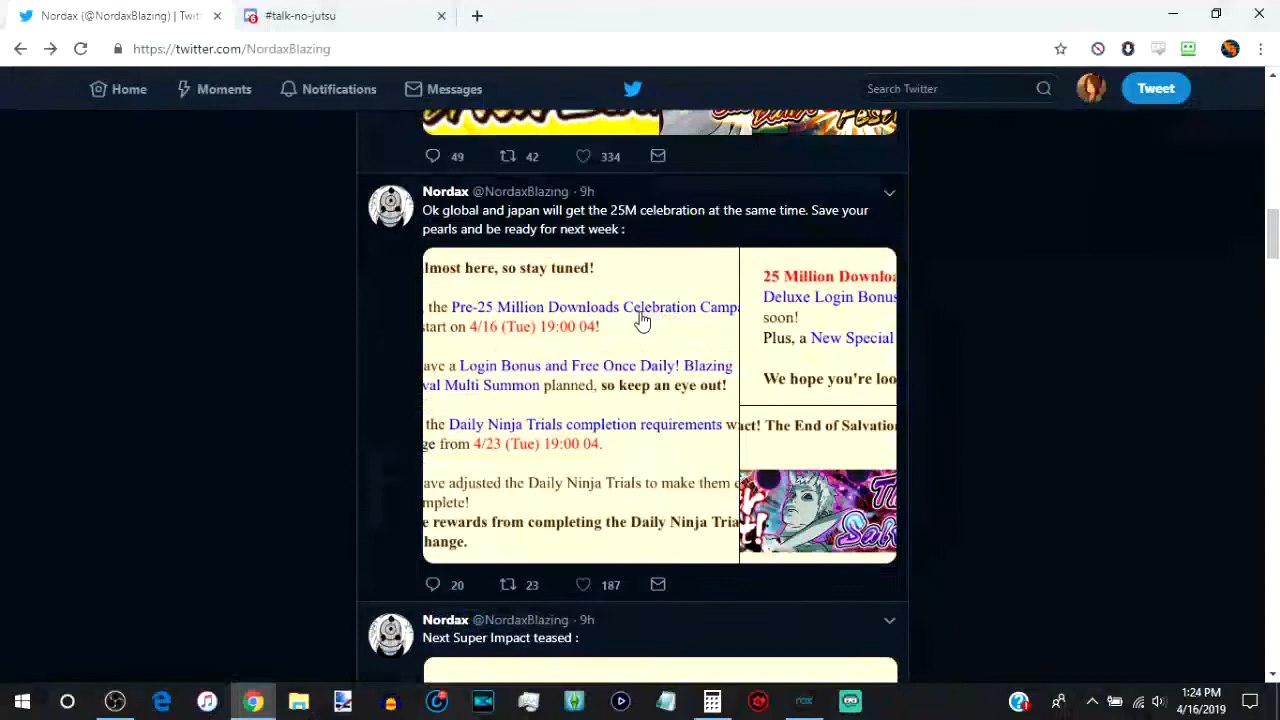 Nordax (@NordaxBlazing) | Twitt
#talk-no-jutsu
https://twitter.com/NordaxBlazing
Home
Moments
Notifications
Messages
Search Twitter
Tweet
49
42
334
Nordax @NordaxBlazing · 9h
Ok global and japan will get the 25M celebration at the same time. Save your
pearls and be ready for next week :
lmost here, so stay tuned!
the Pre-25 Million Downloads Celebration Campa
start on 4/16 (Tue) 19:00 04!
ave a Login Bonus and Free Once Daily! Blazing
val Multi Summon planned, so keep an eye out!
the Daily Ninja Trials completion requirements w
ge from 4/23 (Tue) 19:00 04.
ave adjusted the Daily Ninja Trials to make them e
mplete!
e rewards from completing the Daily Ninja Tria
hange.
25 Million Downloa
Deluxe Login Bonus
soon!
Plus, a New Special
We hope you're loo
act! The End of Salvation
20
23
187
Nordax @NordaxBlazing · 9h
Next Super Impact teased :
1:24 PM
4/16/2019